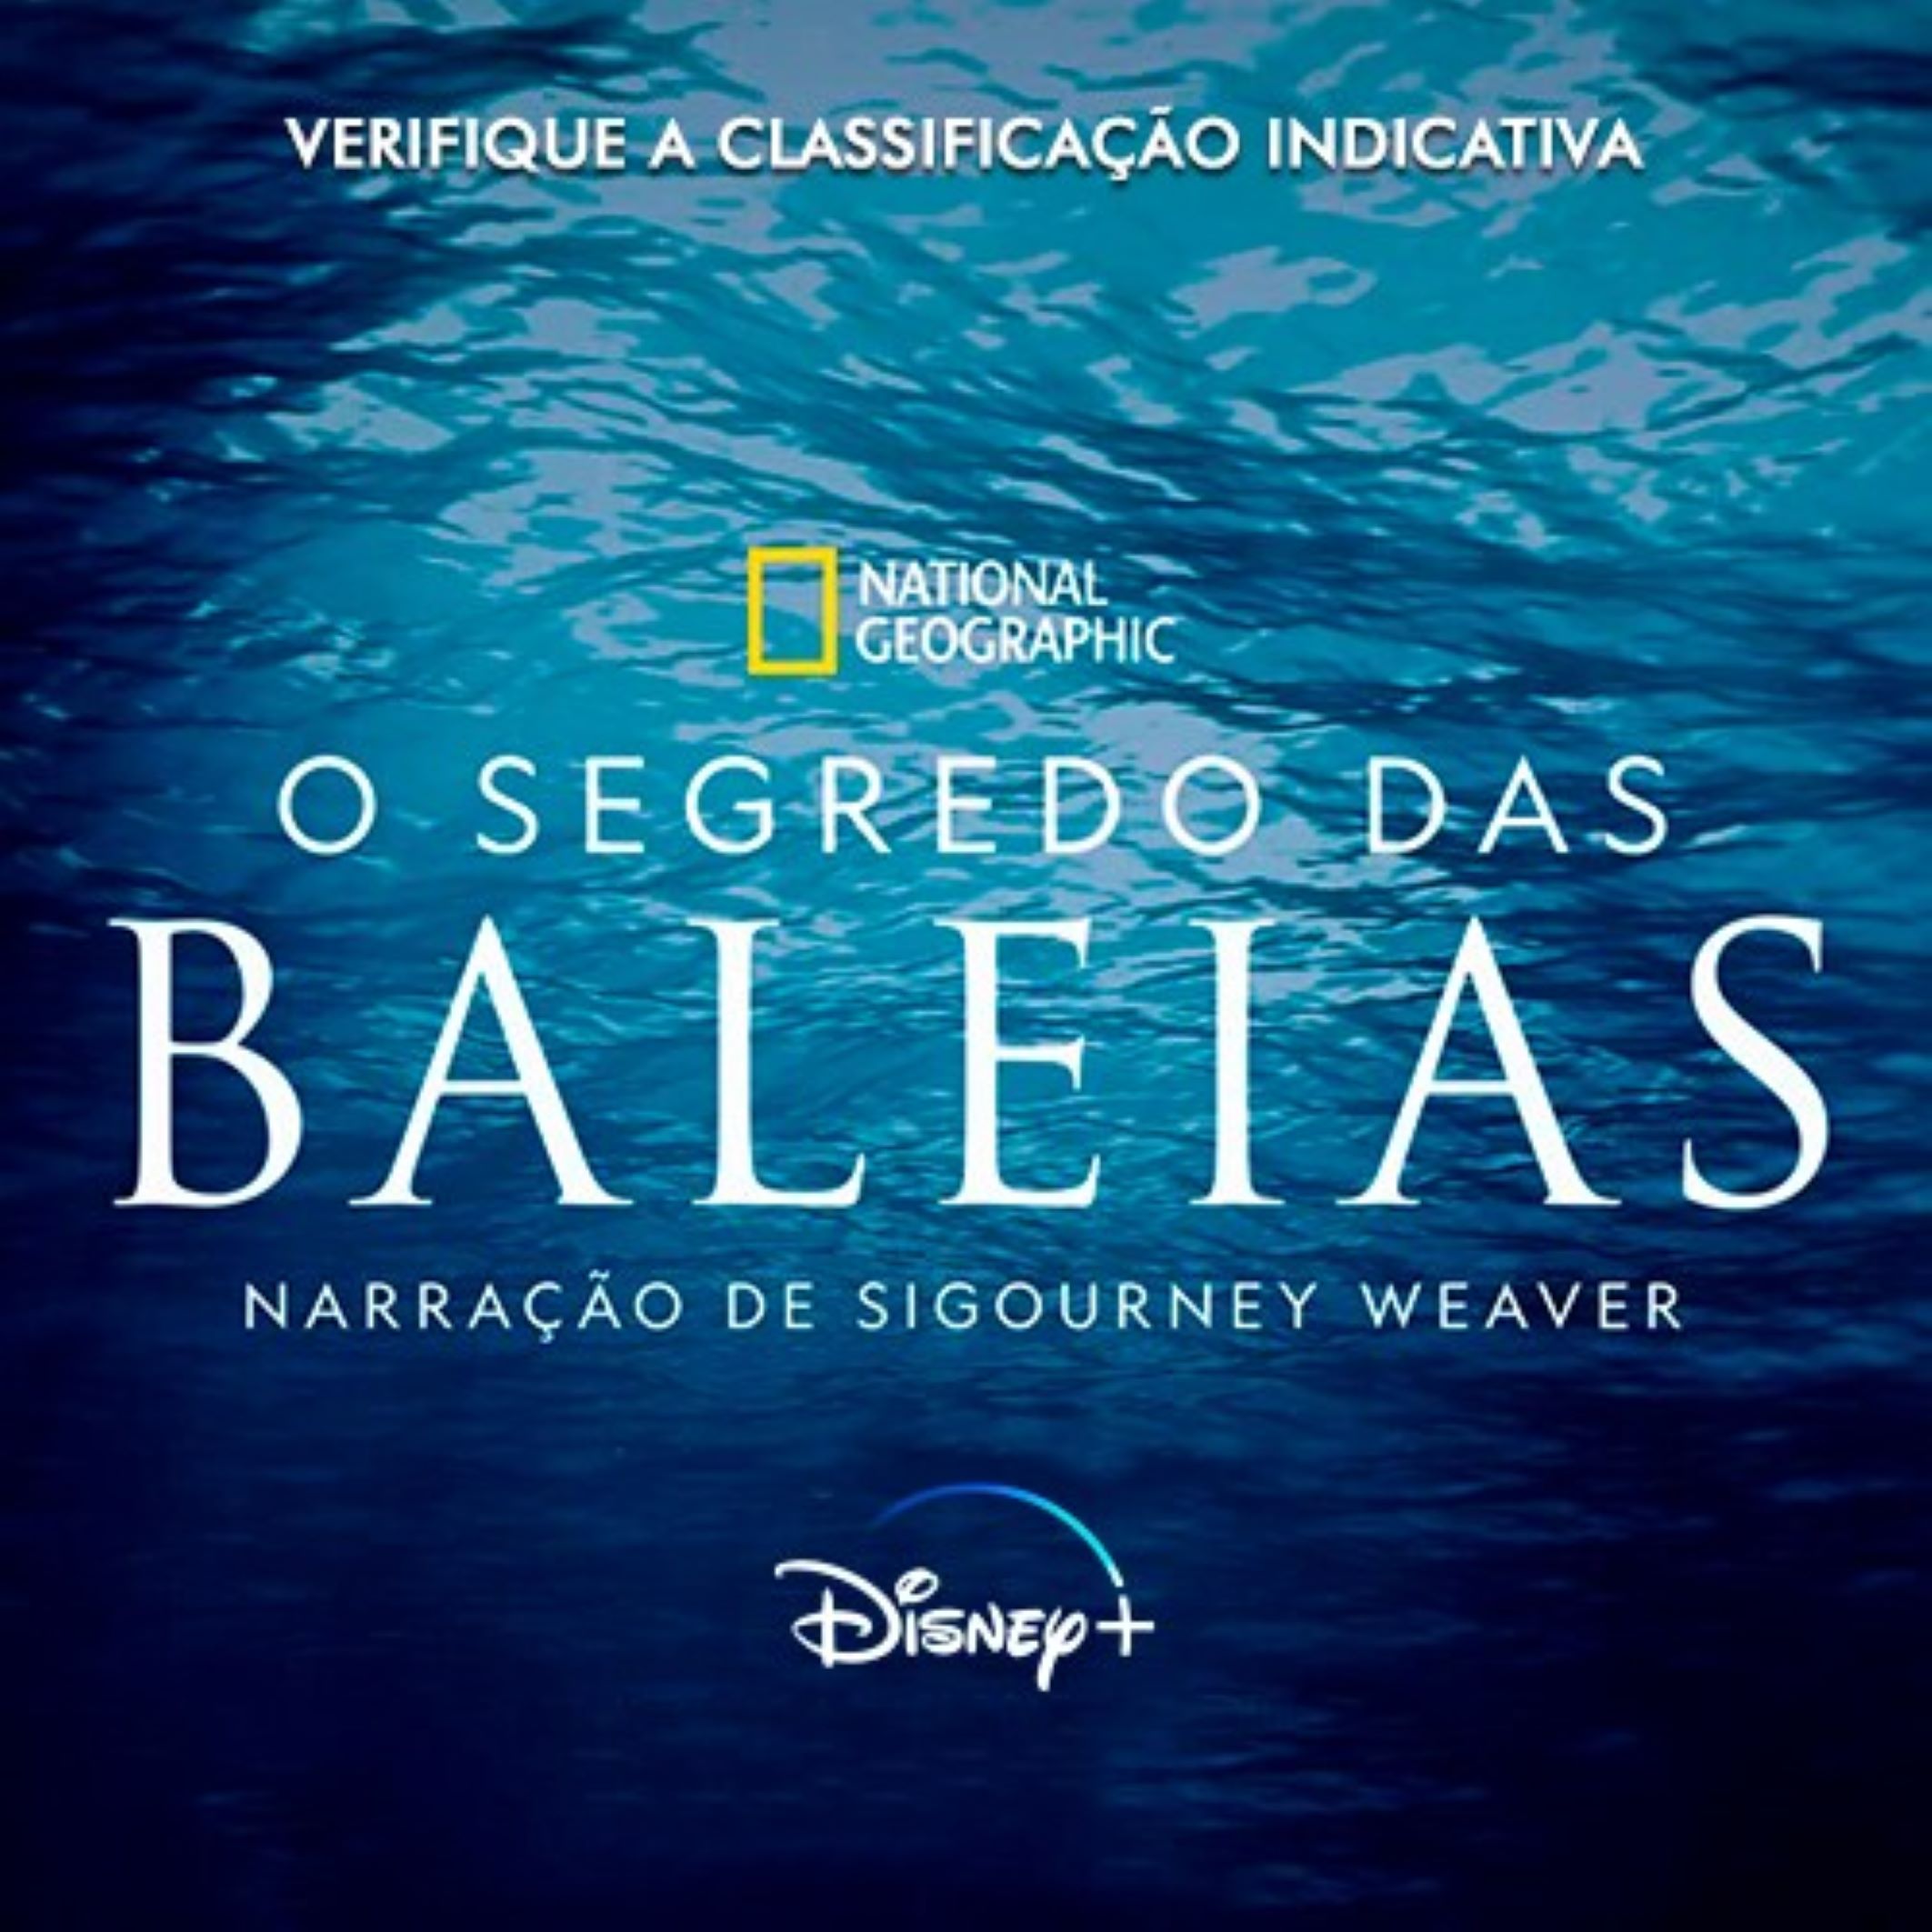 VERIFIQUE A CLASSIFICAÇÃO INDICATIVA
NATIONAL
GEOGRAPHIC
O SEGREDO DAS
BALEIAS
NARRAÇÃO DE SIGOURNEY WEAVER
Disney+